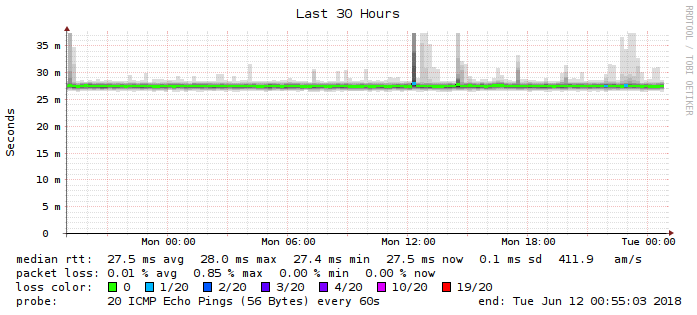 Last 30 Hours
RRDTOOL / TOBI OETIKER
Seconds
35 m
30 m
25 m
20 m
15 m
10 m
5 m
0
Mon 00:00 Mon 06:00 Mon 12:00 Mon 18:00 Tue 00:00
median rtt: 27.5 ms avg 28.0 ms max 27.4 ms min 27.5 ms now 0.1 ms sd 411.9 am/s
packet loss: 0.01 % avg 0.85 % max 0.00 % min 0.00 % now
loss color: 0 1/20 2/20 3/20 4/20 10/20 19/20
probe: 20 ICMP Echo Pings (56 Bytes) every 60s end: Tue Jun 12 00:55:03 2018